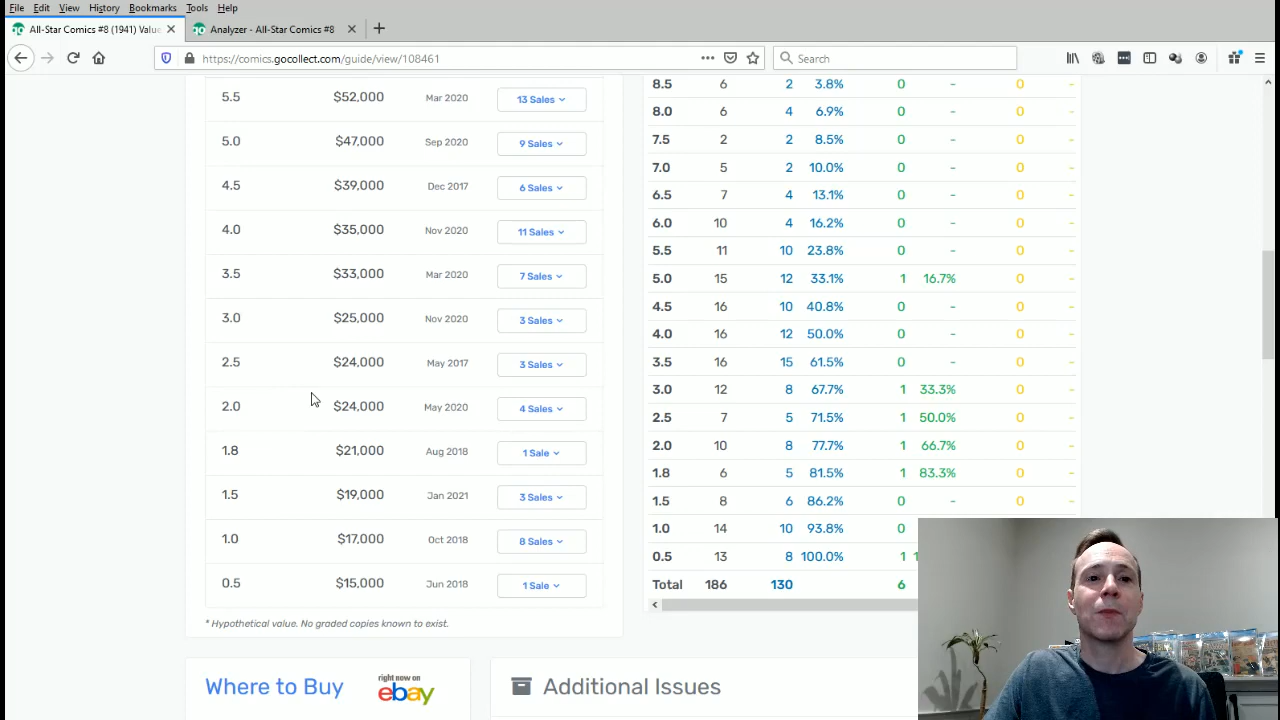 File Edit View History Bookmarks Tools Help
All-Star Comics #8 (1941) Value
Analyzer - All-Star Comics #8
https://comics.gocollect.com/guide/view/108461
Search
5.5 $52,000 Mar 2020 13 Sales
5.0 $47,000 Sep 2020 9 Sales
4.5 $39,000 Dec 2017 6 Sales
4.0 $35,000 Nov 2020 11 Sales
3.5 $33,000 Mar 2020 7 Sales
3.0 $25,000 Nov 2020 3 Sales
2.5 $24,000 May 2017 3 Sales
2.0 $24,000 May 2020 4 Sales
1.8 $21,000 Aug 2018 1 Sale
1.5 $19,000 Jan 2021 3 Sales
1.0 $17,000 Oct 2018 8 Sales
0.5 $15,000 Jun 2018 1 Sale
* Hypothetical value. No graded copies known to exist.
8.5 6 2 3.8% 0 - 0 -
8.0 6 4 6.9% 0 - 0 -
7.5 2 2 8.5% 0 - 0 -
7.0 5 2 10.0% 0 - 0 -
6.5 7 4 13.1% 0 - 0 -
6.0 10 4 16.2% 0 - 0 -
5.5 11 10 23.8% 0 - 0 -
5.0 15 12 33.1% 1 16.7% 0 -
4.5 16 10 40.8% 0 - 0 -
4.0 16 12 50.0% 0 - 0 -
3.5 16 15 61.5% 0 - 0 -
3.0 12 8 67.7% 1 33.3% 0 -
2.5 7 5 71.5% 1 50.0% 0 -
2.0 10 8 77.7% 1 66.7% 0 -
1.8 6 5 81.5% 1 83.3% 0 -
1.5 8 6 86.2% 0 - 0 -
1.0 14 10 93.8% 0
0.5 13 8 100.0% 1 1
Total 186 130 6
Where to Buy
right now on
ebay
Additional Issues